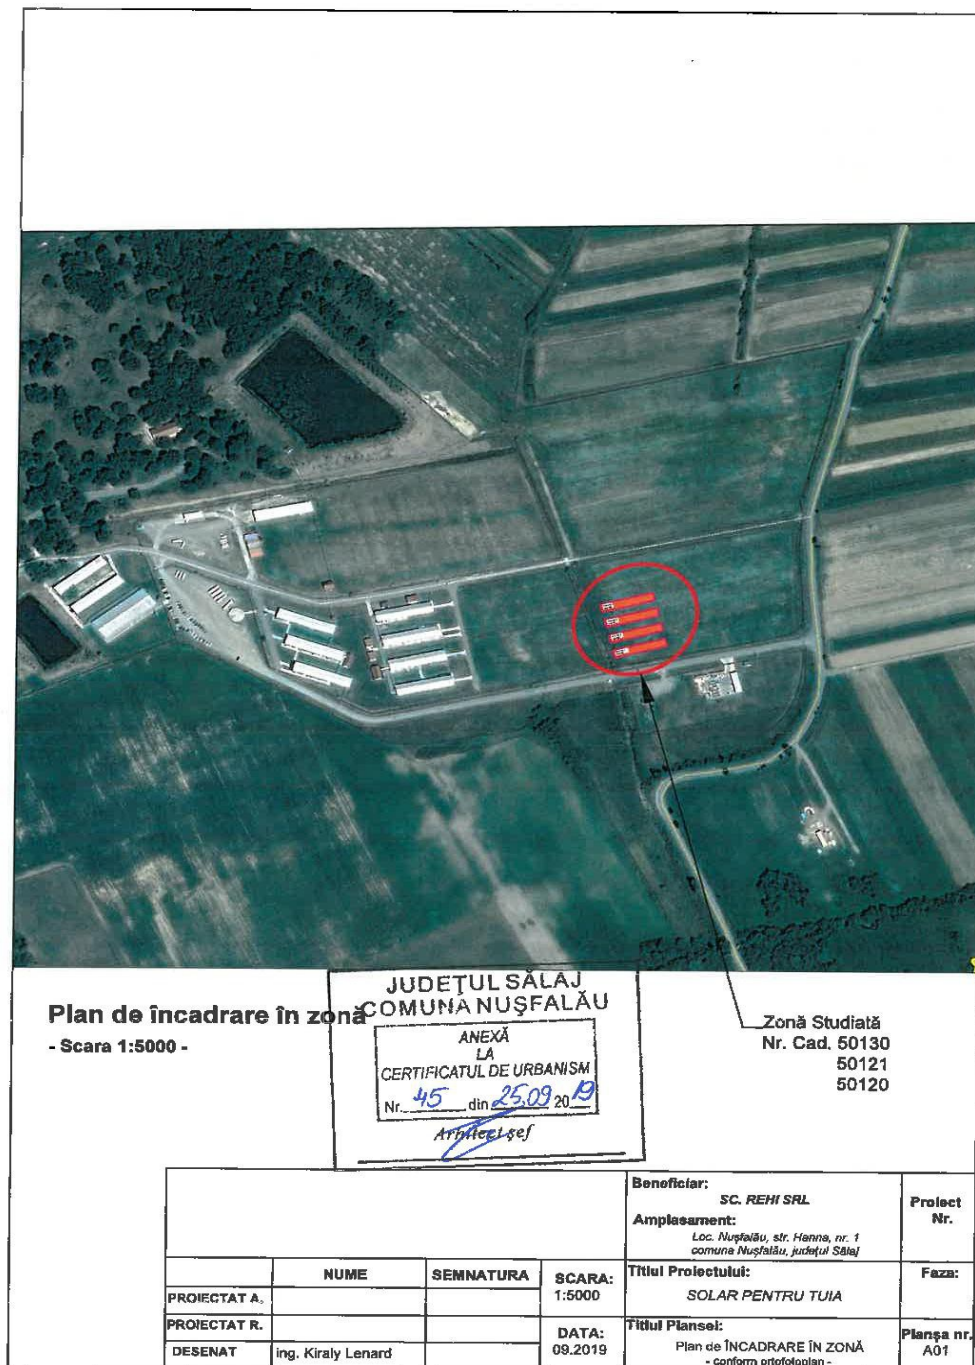 Plan de încadrare în zonă
- Scara 1:5000 -
JUDEȚUL SĂLAJ
COMUNA NUȘFALĂU
ANEXĂ
LA
CERTIFICATUL DE URBANISM
Nr. 45 din 25.09 2019
Arhitect șef
Zonă Studiată
Nr. Cad. 50130
50121
50120
Beneficiar:
SC. REHI SRL
Amplasament:
Loc. Nușfalău, str. Hanna, nr. 1
comuna Nușfalău, județul Sălaj
Proiect
Nr.
NUME
SEMNATURA
SCARA:
1:5000
Titlul Proiectului:
SOLAR PENTRU TUIA
Faza:
PROIECTAT A.
PROIECTAT R.
DESENAT
ing. Kiraly Lenard
DATA:
09.2019
Titlul Planșei:
Plan de ÎNCADRARE ÎN ZONĂ
- conform ortofotoplan -
Planșa nr.
A01